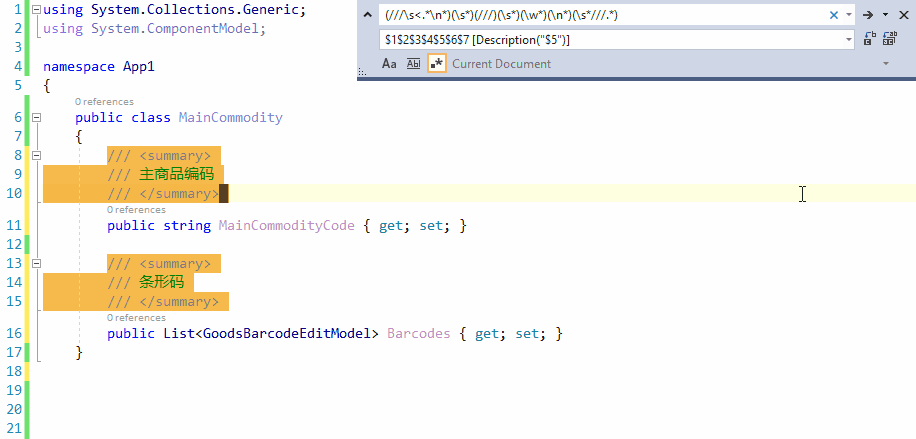 1 using System.Collections.Generic;
2 using System.ComponentModel;
3
4 namespace App1
5 {
0 references
6 public class MainCommodity
7 {
8 /// <summary>
9 /// 主商品编码
10 /// </summary>
0 references
11 public string MainCommodityCode { get; set; }
12
13 /// <summary>
14 /// 条形码
15 /// </summary>
0 references
16 public List<GoodsBarcodeEditModel> Barcodes { get; set; }
17 }
18
19
20
21
(///\s<.*\n*)(\s*)(///)(\s*)(\w*)(\n*)(\s*///.*)
$1$2$3$4$5$6$7 [Description("$5")]
Aa Ab .* Current Document